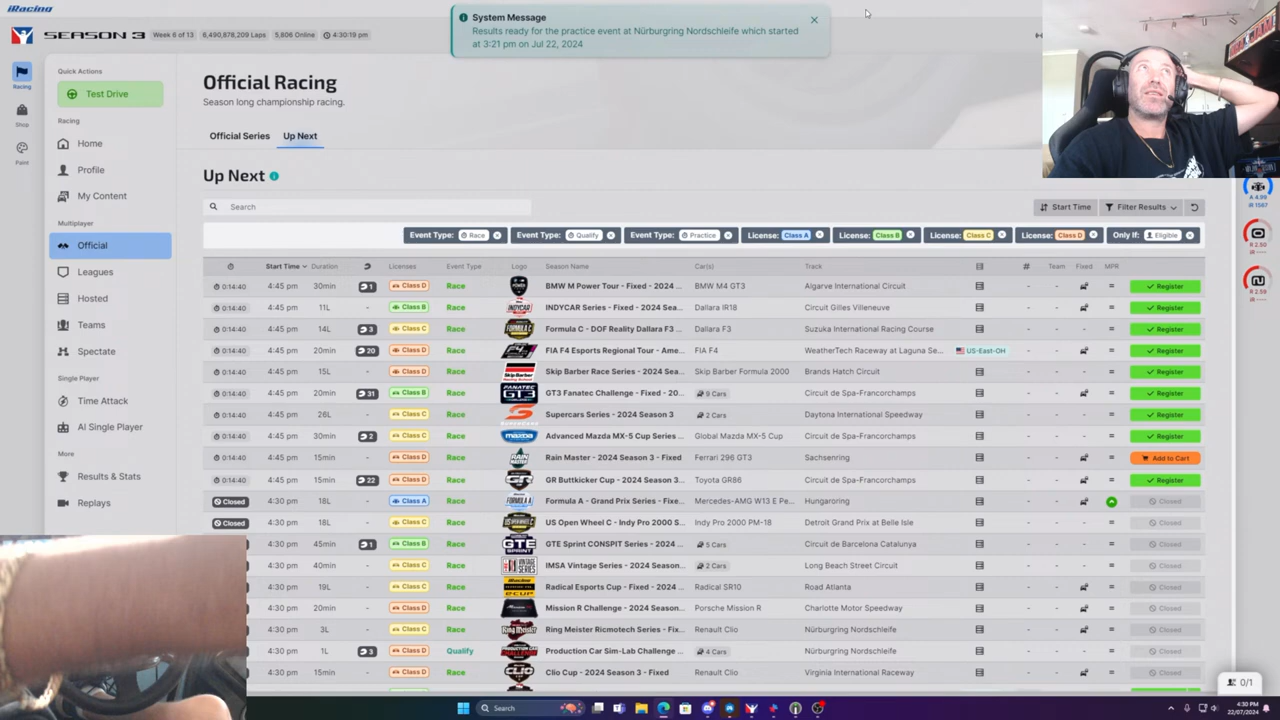 iRacing
SEASON 3 Week 6 of 13 6,490,878,209 Laps 5,806 Online 4:30:19 pm
System Message
Results ready for the practice event at Nürburgring Nordschleife which started
at 3:21 pm on Jul 22, 2024
Racing
Shop
Paint
Quick Actions
Test Drive
Racing
Home
Profile
My Content
Multiplayer
Official
Leagues
Hosted
Teams
Spectate
Single Player
Time Attack
AI Single Player
More
Results & Stats
Replays
Official Racing
Season long championship racing.
Official Series Up Next
Up Next
Search Start Time Filter Results
Event Type: Race Event Type: Qualify Event Type: Practice License: Class A License: Class B License: Class C License: Class D Only If: Eligible
Start Time Duration Licenses Event Type Logo Season Name Car(s) Track # Team Fixed MPR
0:14:40 4:45 pm 30min 1 Class D Race BMW M Power Tour - Fixed - 2024 ... BMW M4 GT3 Algarve International Circuit - - = Register
0:14:40 4:45 pm 11L - Class B Race INDYCAR Series - Fixed - 2024 Sea... Dallara IR18 Circuit Gilles Villeneuve - - = Register
0:14:40 4:45 pm 14L 3 Class C Race Formula C - DOF Reality Dallara F3 ... Dallara F3 Suzuka International Racing Course - - = Register
0:14:40 4:45 pm 20min 20 Class D Race FIA F4 Esports Regional Tour - Ame... FIA F4 WeatherTech Raceway at Laguna Se... US-East-OH - - = Register
0:14:40 4:45 pm 15L - Class D Race Skip Barber Race Series - 2024 Sea... Skip Barber Formula 2000 Brands Hatch Circuit - - = Register
0:14:40 4:45 pm 20min 31 Class B Race GT3 Fanatec Challenge - Fixed - 20... 9 Cars Circuit de Spa-Francorchamps - - = Register
0:14:40 4:45 pm 26L - Class C Race Supercars Series - 2024 Season 3 2 Cars Daytona International Speedway - - = Register
0:14:40 4:45 pm 30min 2 Class C Race Advanced Mazda MX-5 Cup Series ... Global Mazda MX-5 Cup Circuit de Spa-Francorchamps - - = Register
0:14:40 4:45 pm 15min - Class D Race Rain Master - 2024 Season 3 - Fixed Ferrari 296 GT3 Sachsenring - - = Add to Cart
0:14:40 4:45 pm 15min 22 Class D Race GR Buttkicker Cup - 2024 Season 3 Toyota GR86 Circuit de Spa-Francorchamps - - = Register
Closed 4:30 pm 18L - Class A Race Formula A - Grand Prix Series - Fixe... Mercedes-AMG W13 E Pe... Hungaroring - - Closed
Closed 4:30 pm 18L - Class C Race US Open Wheel C - Indy Pro 2000 S... Indy Pro 2000 PM-18 Detroit Grand Prix at Belle Isle - - = Closed
4:30 pm 45min 1 Class B Race GTE Sprint CONSPIT Series - 2024 ... 5 Cars Circuit de Barcelona Catalunya - - = Closed
4:30 pm 40min - Class C Race IMSA Vintage Series - 2024 Season... 2 Cars Long Beach Street Circuit - - = Closed
4:30 pm 19L - Class C Race Radical Esports Cup - 2024 Season... Radical SR10 Road Atlanta - - = Closed
4:30 pm 20min - Class D Race Mission R Challenge - 2024 Season... Porsche Mission R Charlotte Motor Speedway - - = Closed
4:30 pm 3L - Class C Race Ring Meister Ricmotech Series - Fix... Renault Clio Nürburgring Nordschleife - - = Closed
4:30 pm 1L 3 Class D Qualify Production Car Sim-Lab Challenge ... 4 Cars Nürburgring Nordschleife - - = Closed
4:30 pm 15min - Class D Race Clio Cup - 2024 Season 3 - Fixed Renault Clio Virginia International Raceway - - = Closed
A 4.99
iR 1567
R 2.50
R 2.59
0/1
Search
4:30 PM
22/07/2024